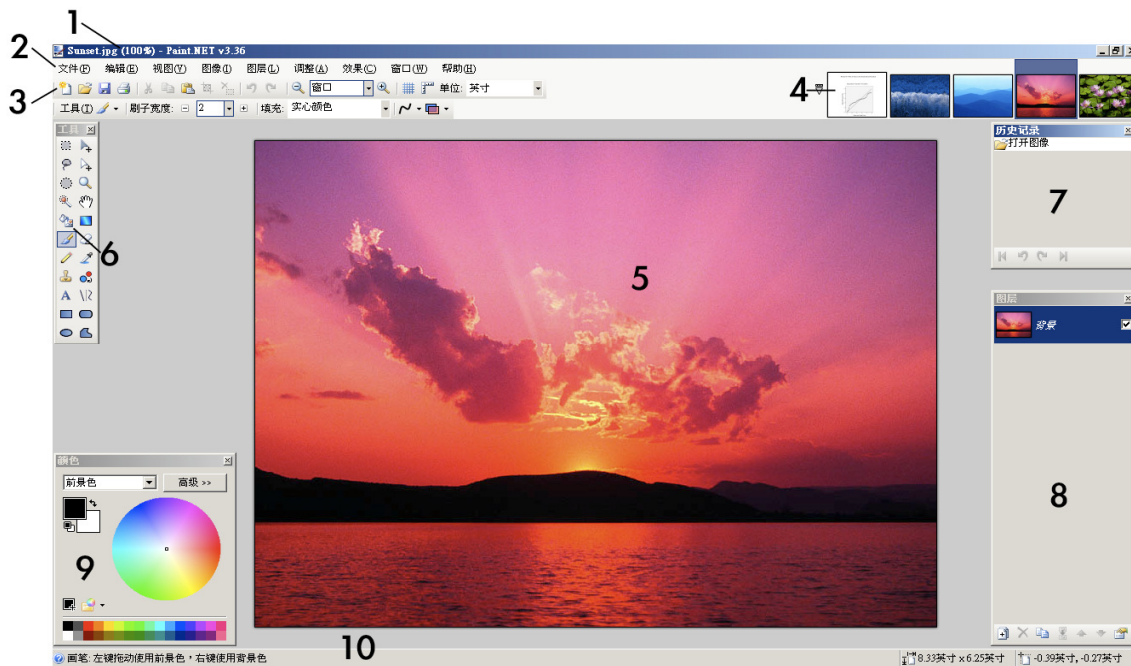 1
Sunset.jpg (100%) - Paint.NET v3.36
2
文件(F) 编辑(E) 视图(V) 图像(I) 图层(L) 调整(A) 效果(C) 窗口(W) 帮助(H)
3
窗口 单位: 英寸
4
工具(T) 刷子宽度: 2 填充: 实心颜色
工具
历史记录
打开图像
5
6
7
图层
背景
8
颜色
前景色 高级 >>
9
10
画笔: 左键拖动使用前景色，右键使用背景色
8.33英寸 x 6.25英寸 -0.39英寸, -0.27英寸